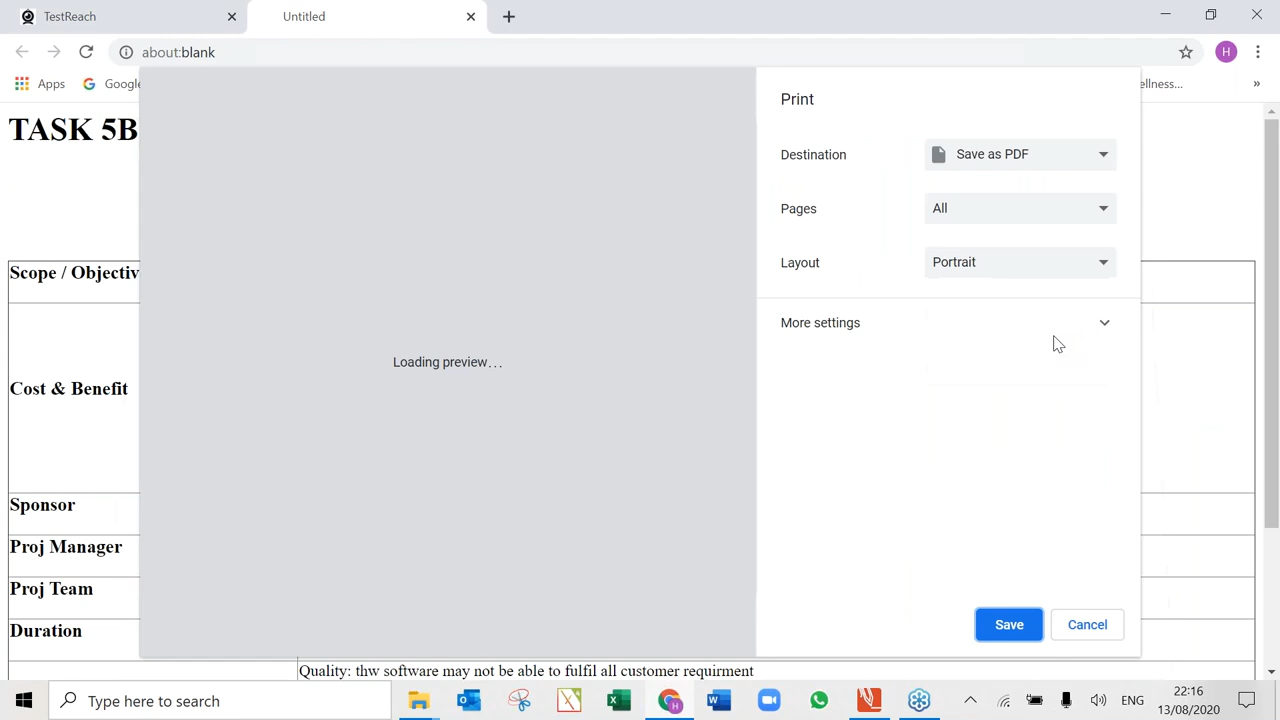 TestReach
Untitled
about:blank
H
Apps
Google
ellness...
»
TASK 5B
Print
Destination
Save as PDF
Pages
All
Layout
Portrait
More settings
Loading preview...
Save
Cancel
Scope / Objectiv
Cost & Benefit
Sponsor
Proj Manager
Proj Team
Duration
Quality: thw software may not be able to fulfil all customer requirment
Type here to search
ENG
22:16
13/08/2020